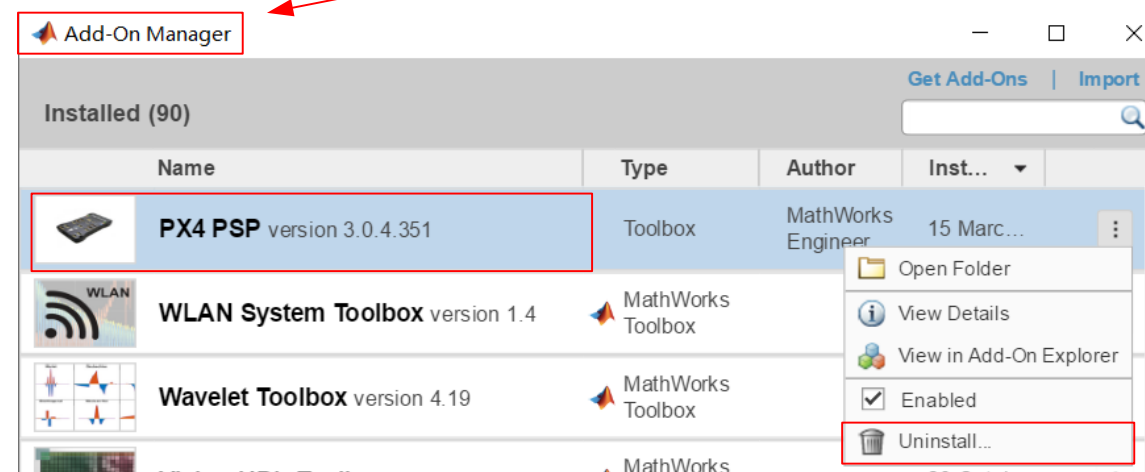 Add-On Manager
Get Add-Ons | Import
Installed (90)
Name Type Author Inst...
PX4 PSP version 3.0.4.351 Toolbox MathWorks Engineer 15 Marc...
Open Folder
WLAN
WLAN System Toolbox version 1.4 MathWorks Toolbox
View Details
View in Add-On Explorer
Wavelet Toolbox version 4.19 MathWorks Toolbox
Enabled
Uninstall...
MathWorks